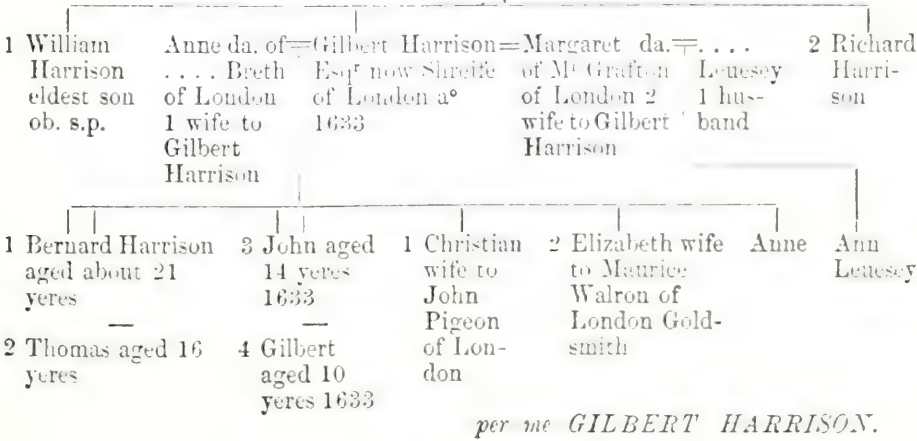 1 William
Harrison
eldest son
ob. s.p.
Anne da. of
.... Breth
of London
1 wife to
Gilbert
Harrison
Gilbert Harrison
Esqr now Shreife
of London ao
1633
Margaret da.
of Mr Grafton
of London 2
wife to Gilbert
Harrison
....
Leuesey
1 hus-
band
2 Richard
Harri-
son
1 Bernard Harrison
aged about 21
yeres
—
2 Thomas aged 16
yeres
3 John aged
14 yeres
1633
—
4 Gilbert
aged 10
yeres 1633
1 Christian
wife to
John
Pigeon
of Lon-
don
2 Elizabeth wife
to Maurice
Walron of
London Gold-
smith
Anne
Ann
Leuesey
per me GILBERT HARRISON.